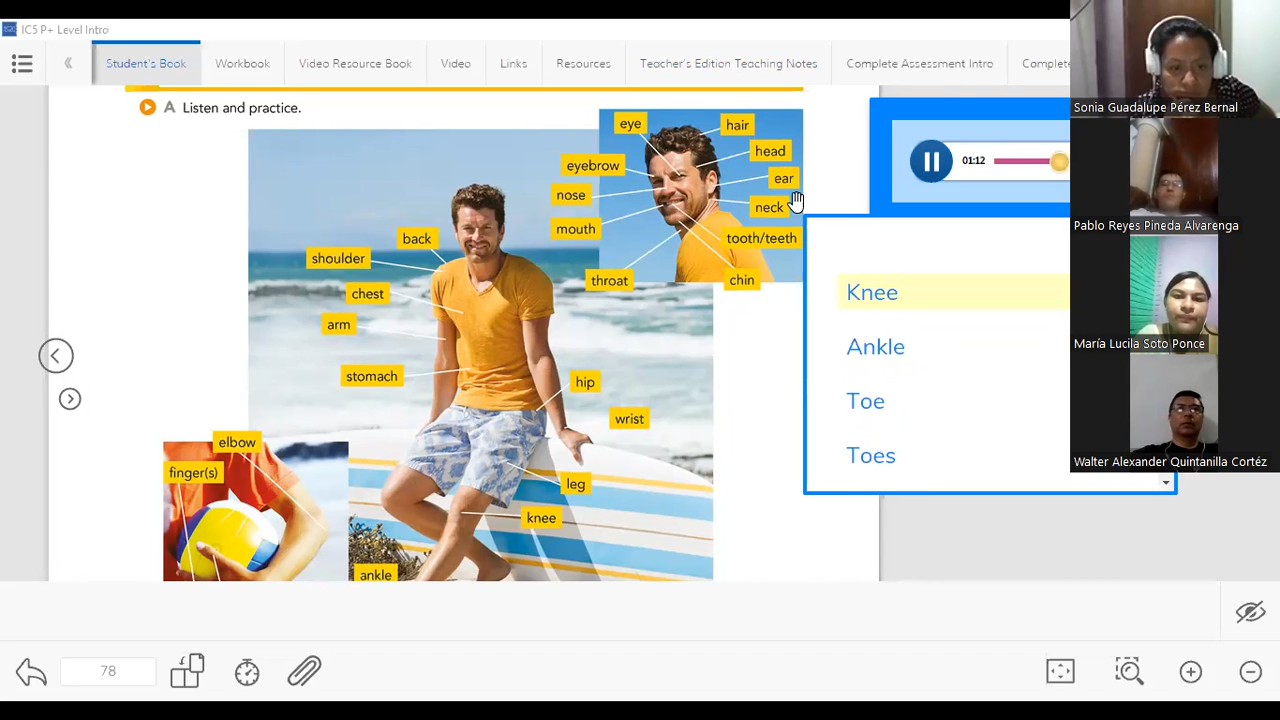 IC5 P+ Level Intro
Student's Book
Workbook
Video Resource Book
Video
Links
Resources
Teacher's Edition Teaching Notes
Complete Assessment Intro
Complete
A Listen and practice.
eye
hair
head
eyebrow
ear
nose
neck
mouth
tooth/teeth
throat
chin
back
shoulder
chest
arm
stomach
hip
wrist
elbow
finger(s)
leg
knee
ankle
01:12
Knee
Ankle
Toe
Toes
Sonia Guadalupe Pérez Bernal
Pablo Reyes Pineda Alvarenga
María Lucila Soto Ponce
Walter Alexander Quintanilla Cortéz
78